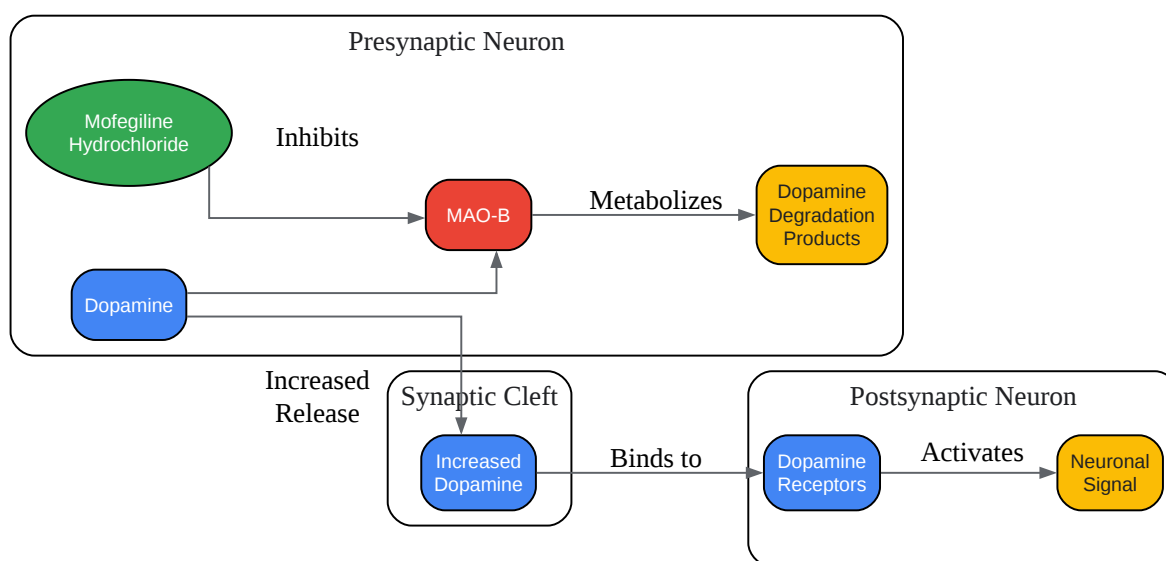 Presynaptic Neuron
Mofegiline
Hydrochloride
Inhibits
MAO-B
Metabolizes
Dopamine
Degradation
Products
Dopamine
Increased
Release
Synaptic Cleft
Increased
Dopamine
Binds to
Postsynaptic Neuron
Dopamine
Receptors
Activates
Neuronal
Signal